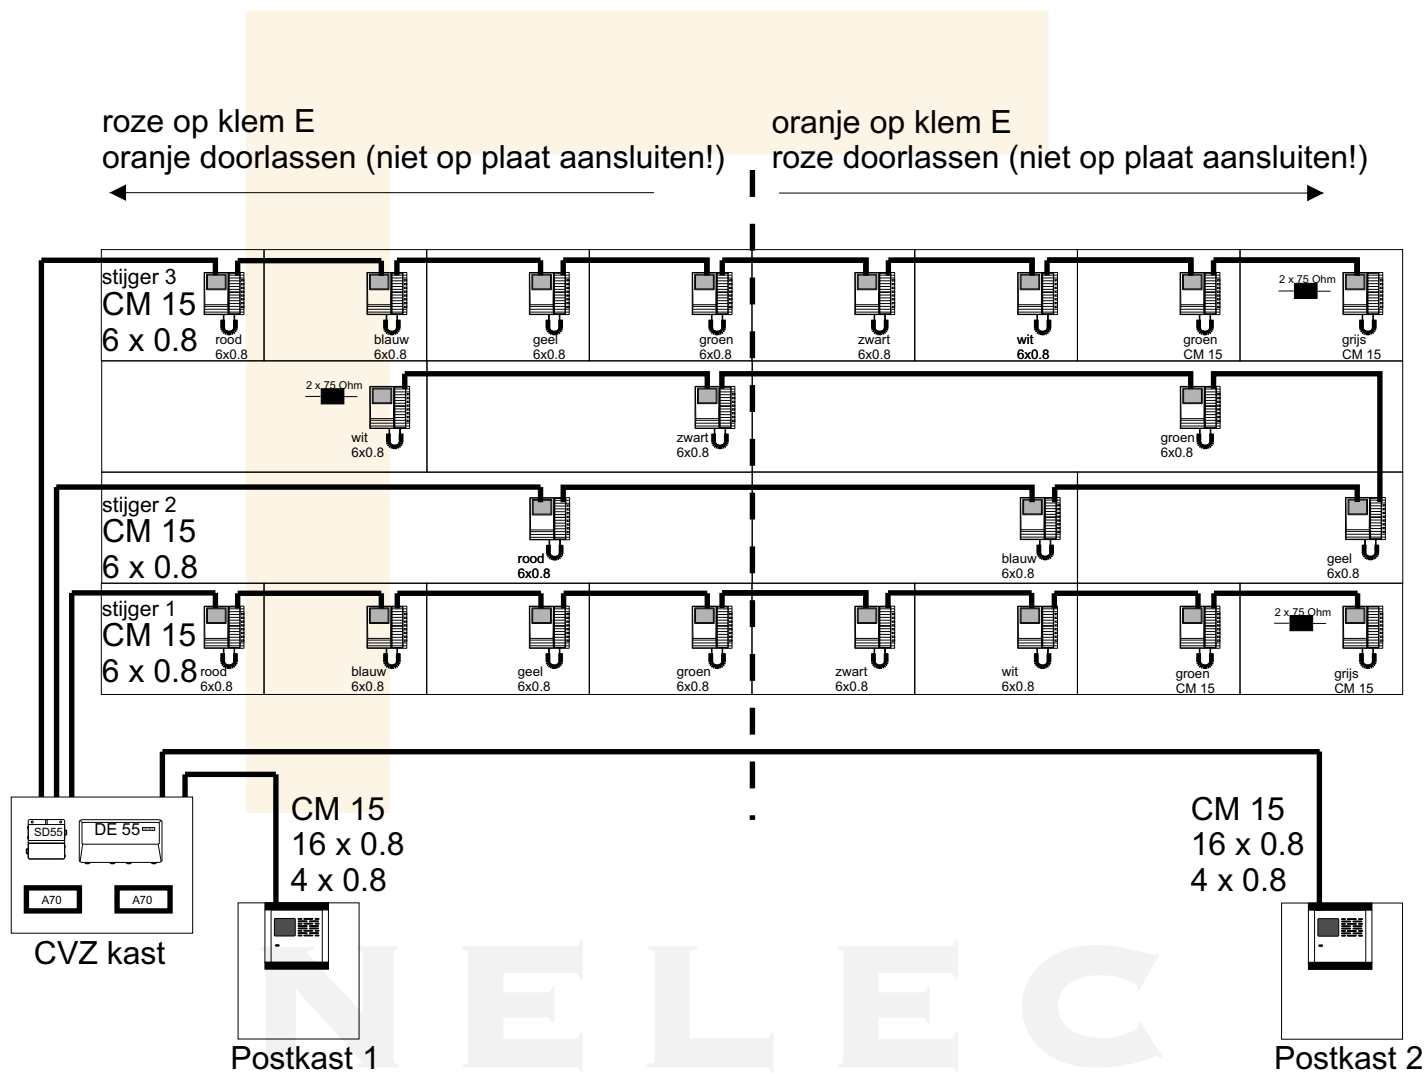 roze op klem E
oranje doorlassen (niet op plaat aansluiten!)
oranje op klem E
roze doorlassen (niet op plaat aansluiten!)
stijger 3
CM 15
6 x 0.8
rood
6x0.8
blauw
6x0.8
geel
6x0.8
groen
6x0.8
zwart
6x0.8
wit
6x0.8
groen
CM 15
2 x 75 Ohm
grijs
CM 15
2 x 75 Ohm
wit
6x0.8
zwart
6x0.8
groen
6x0.8
stijger 2
CM 15
6 x 0.8
rood
6x0.8
blauw
6x0.8
geel
6x0.8
stijger 1
CM 15
6 x 0.8
rood
6x0.8
blauw
6x0.8
geel
6x0.8
groen
6x0.8
zwart
6x0.8
wit
6x0.8
groen
CM 15
2 x 75 Ohm
grijs
CM 15
SD55
DE 55
A70
A70
CVZ kast
CM 15
16 x 0.8
4 x 0.8
Postkast 1
CM 15
16 x 0.8
4 x 0.8
Postkast 2
NELEC